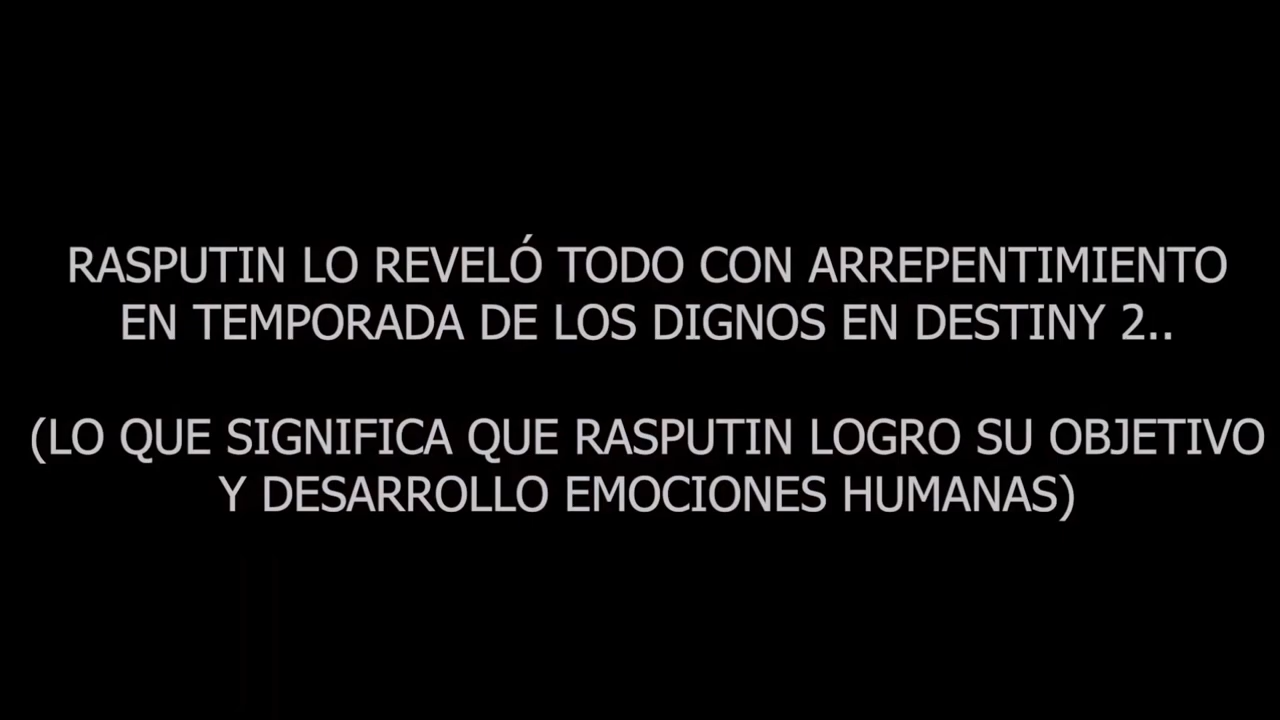 RASPUTIN LO REVELÓ TODO CON ARREPENTIMIENTO
EN TEMPORADA DE LOS DIGNOS EN DESTINY 2..
(LO QUE SIGNIFICA QUE RASPUTIN LOGRO SU OBJETIVO
Y DESARROLLO EMOCIONES HUMANAS)